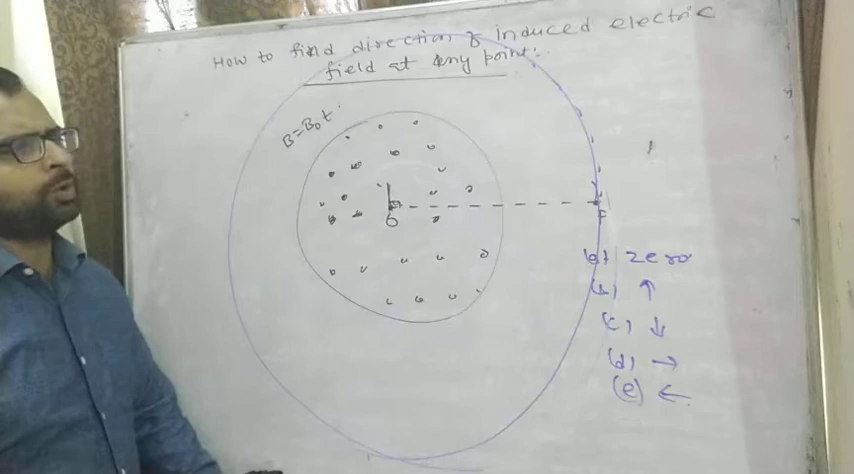 How to find direction of induced electric
field at any point:
B=B₀t.
O
P
(a) zero
(b) ↑
(c) ↓
(d) →
(e) ←